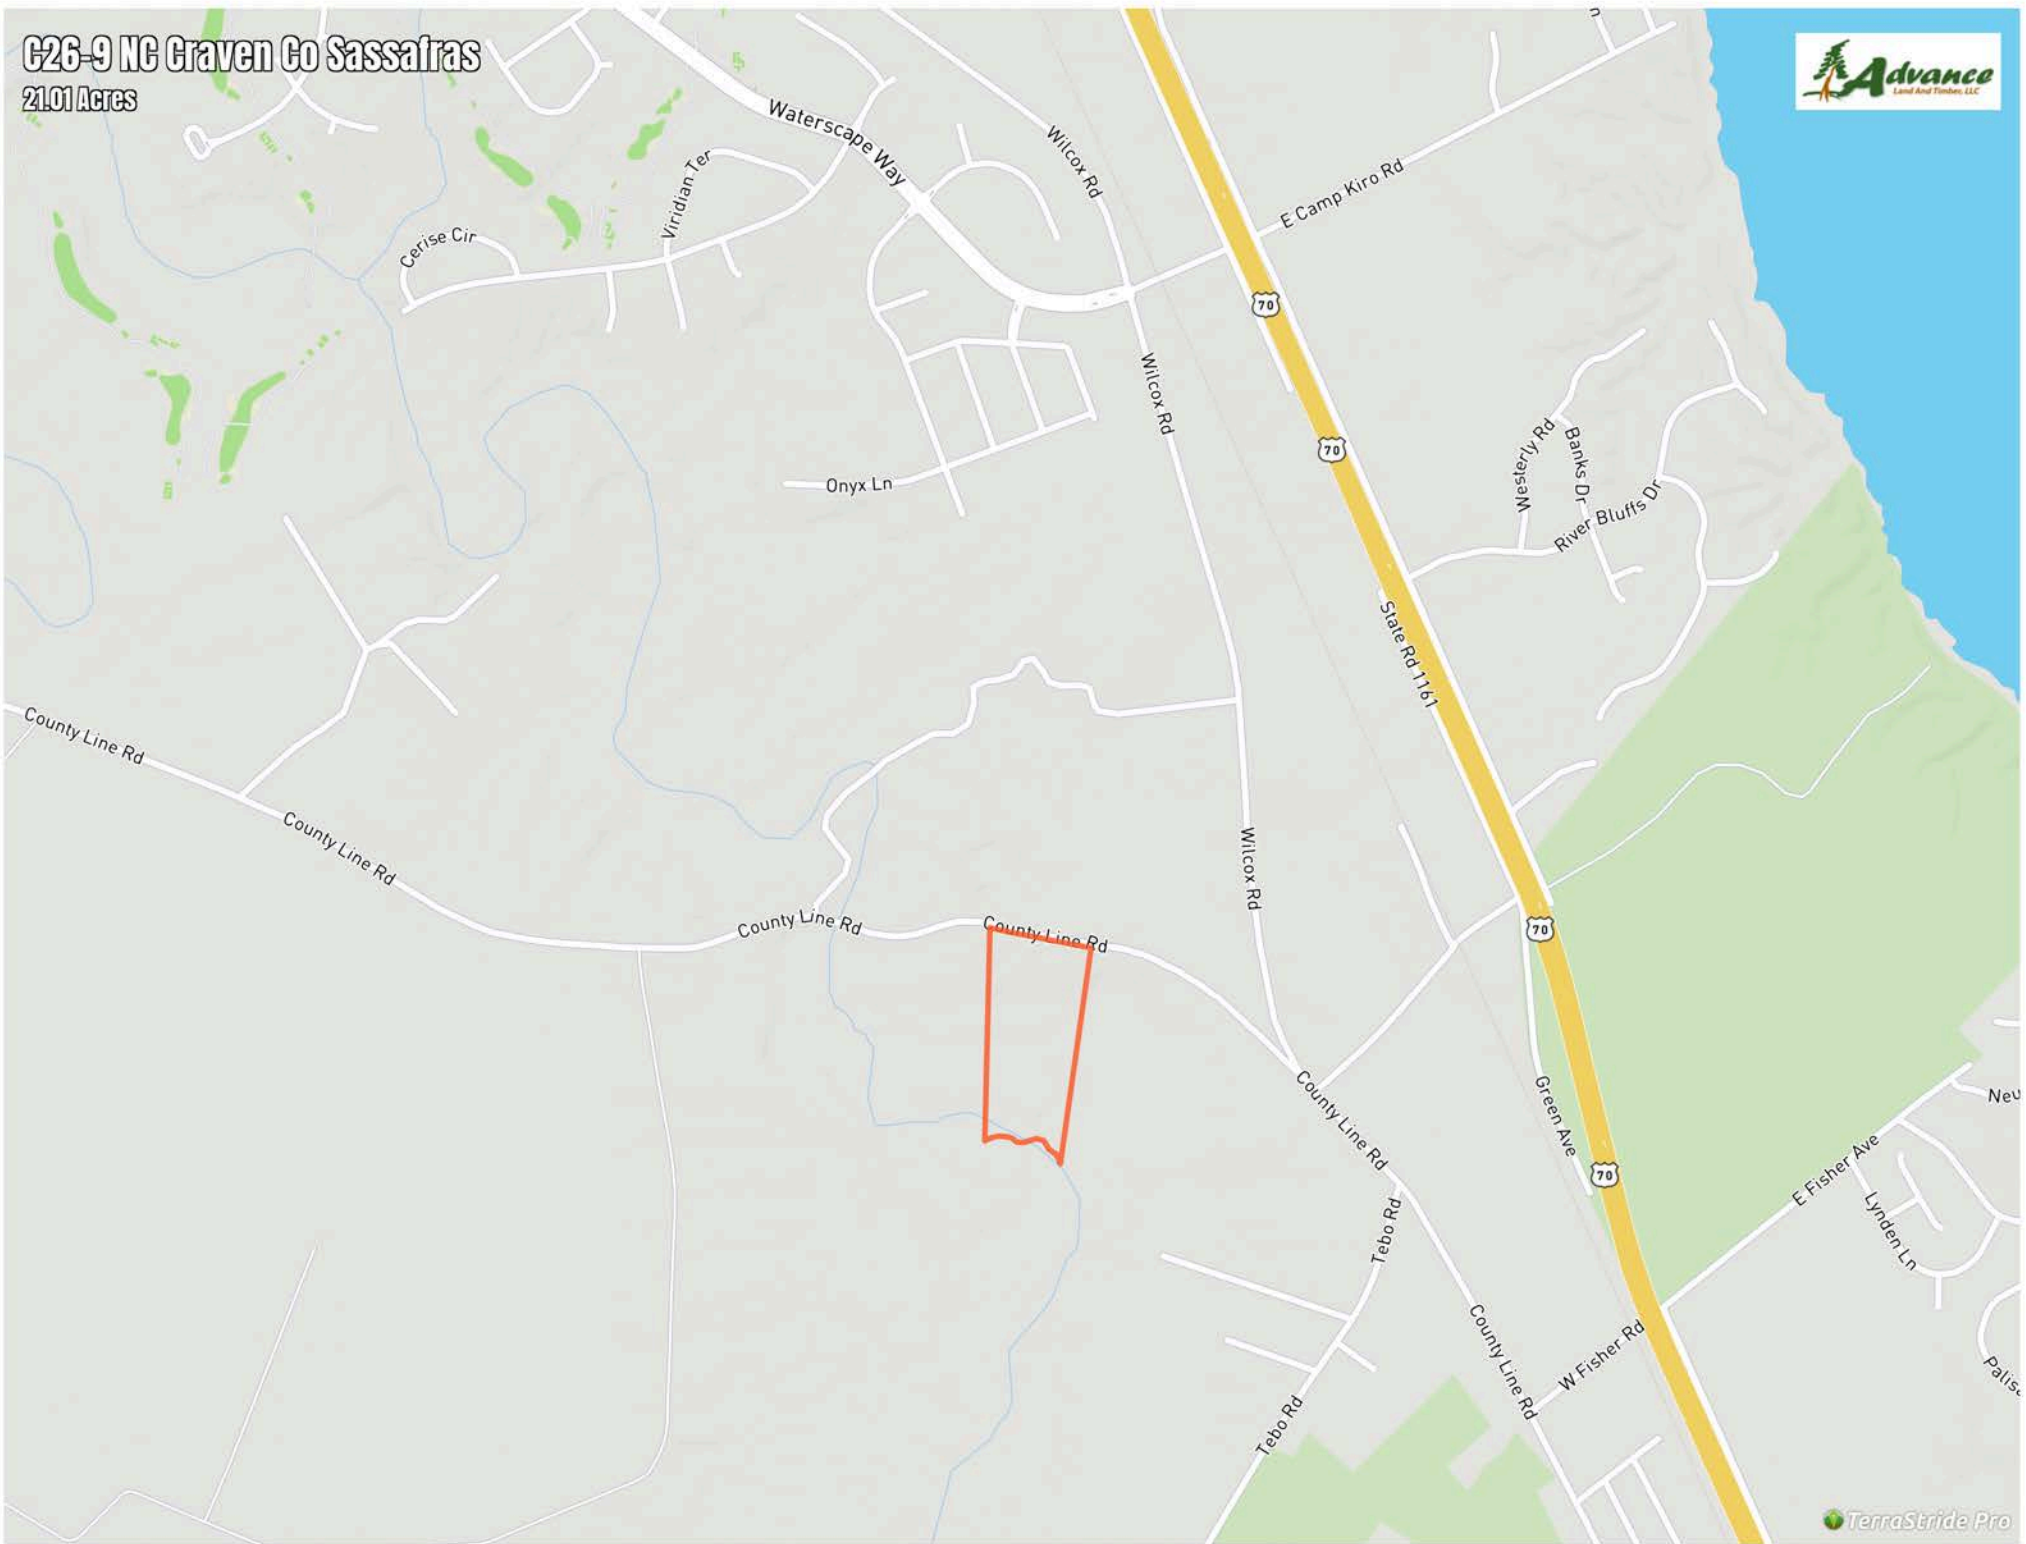 C26-9 NC Craven Co Sassafras
21.01 Acres
Advance
Land And Timber, LLC
Waterscape Way
Wilcox Rd
E Camp Kiro Rd
Viridian Ter
Cerise Cir
70
Wilcox Rd
70
Westerly Rd
Banks Dr
River Bluffs Dr
Onyx Ln
State Rd 1161
County Line Rd
County Line Rd
Wilcox Rd
County Line Rd
County Line Rd
70
County Line Rd
Green Ave
Neu
70
E Fisher Ave
Lynden Ln
Tebo Rd
County Line Rd
W Fisher Rd
Palisa
Tebo Rd
TerraStride Pro